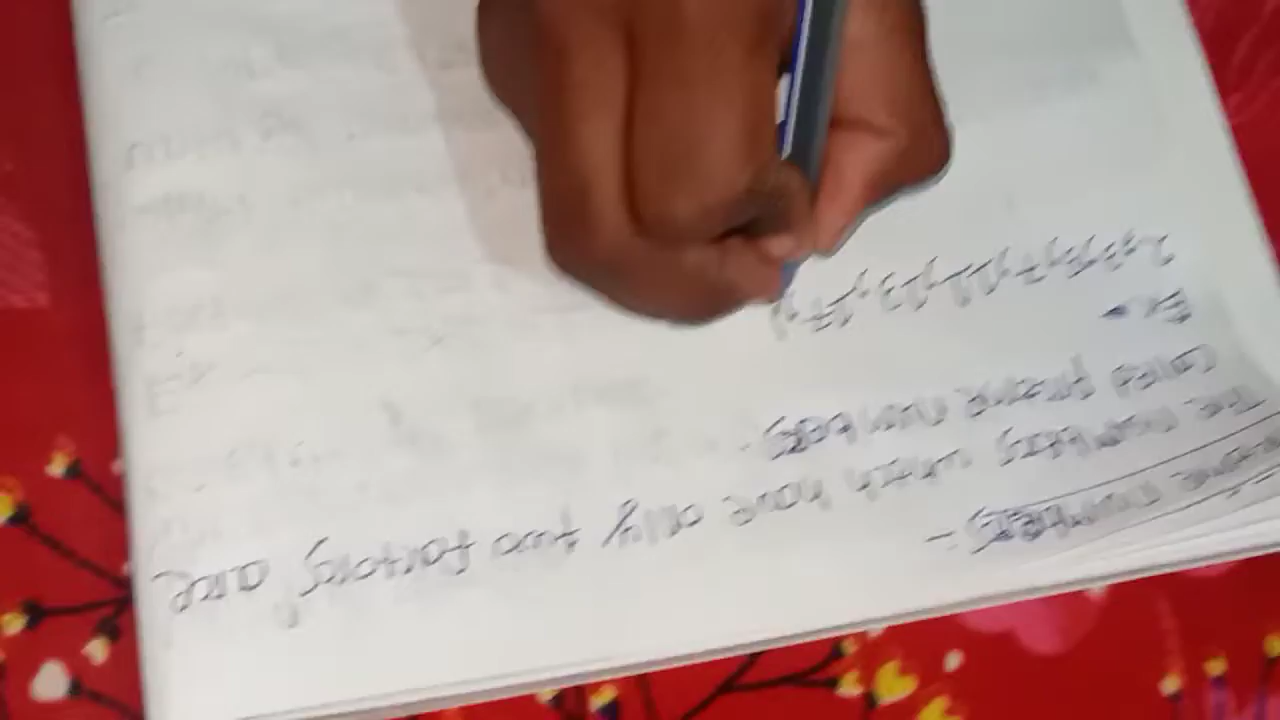 Prime numbers :-
The numbers which have only two factors are
called prime numbers.
Ex.
2, 3, 5, 7, 11, 13, 17,